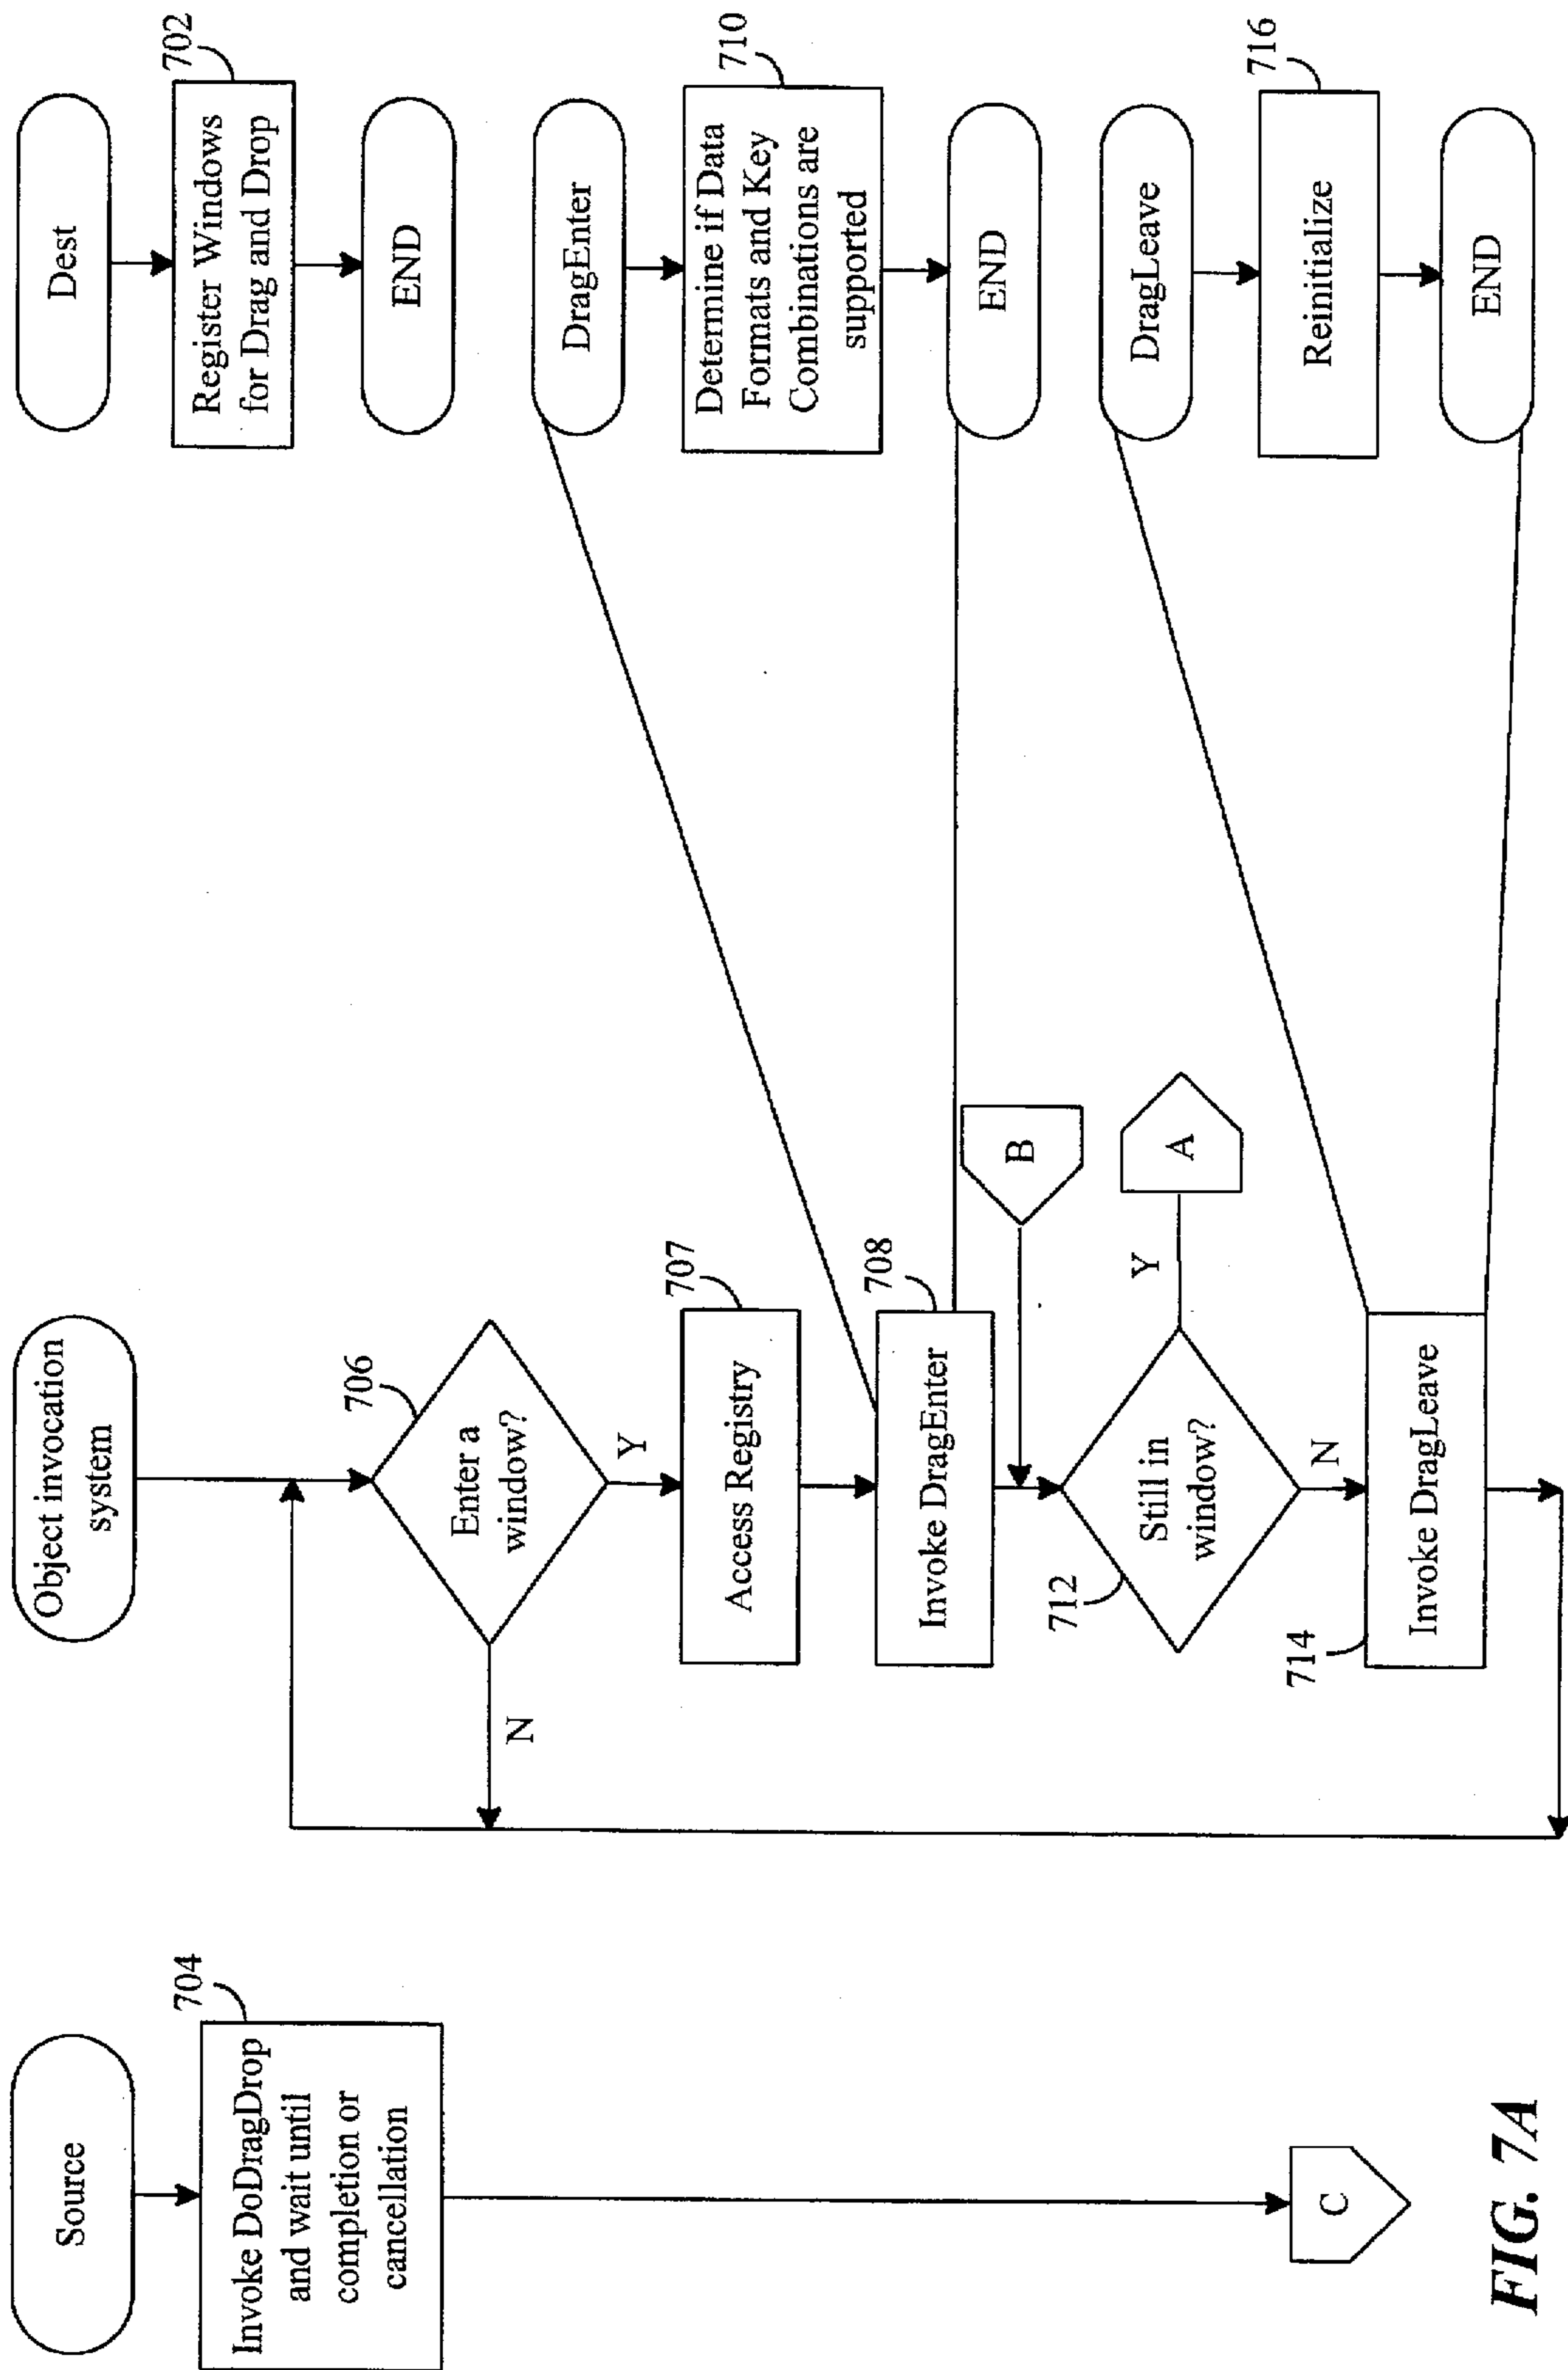 Source
704
Invoke DoDragDrop
and wait until
completion or
cancellation
C
Object invocation
system
706
Enter a
window?
N
Y
707
Access Registry
708
Invoke DragEnter
B
712
Still in
window?
Y
A
N
714
Invoke DragLeave
Dest
702
Register Windows
for Drag and Drop
END
DragEnter
710
Determine if Data
Formats and Key
Combinations are
supported
END
DragLeave
716
Reinitialize
END
FIG. 7A